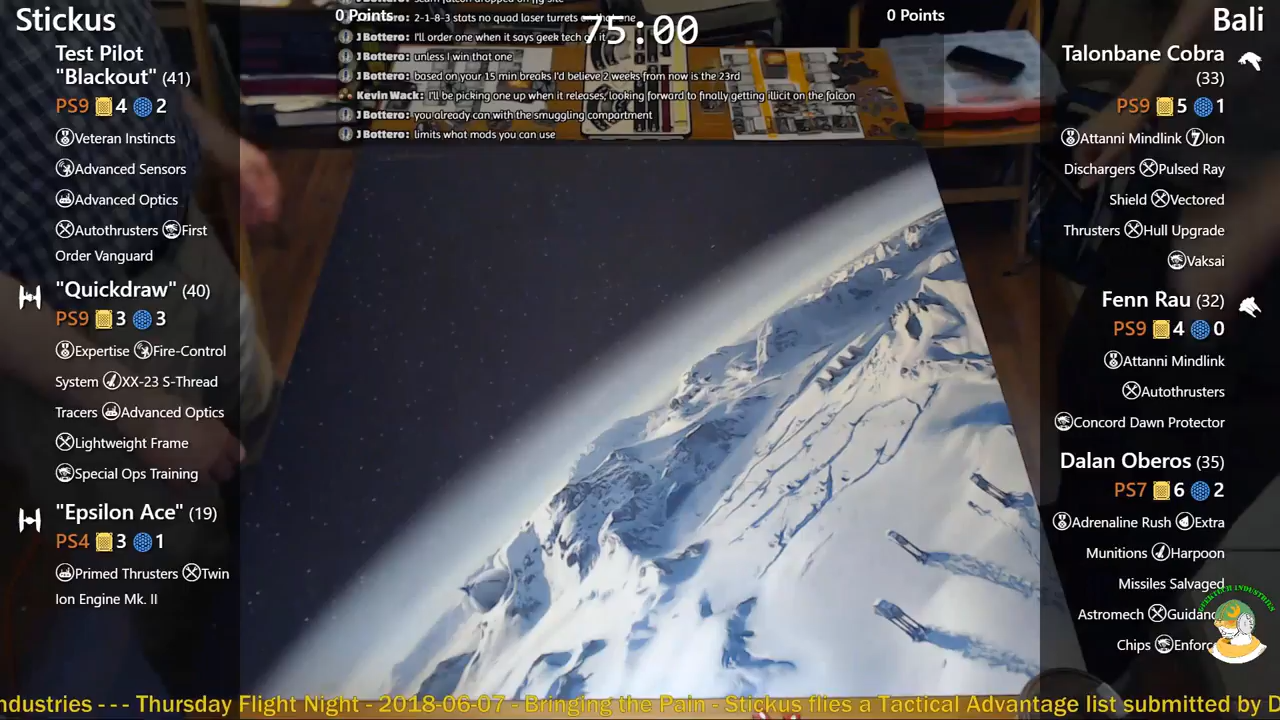 Stickus
Test Pilot
"Blackout" (41)
PS9 4 2
Veteran Instincts
Advanced Sensors
Advanced Optics
Autothrusters First
Order Vanguard
"Quickdraw" (40)
PS9 3 3
Expertise Fire-Control
System XX-23 S-Thread
Tracers Advanced Optics
Lightweight Frame
Special Ops Training
"Epsilon Ace" (19)
PS4 3 1
Primed Thrusters Twin
Ion Engine Mk. II
0 Points
75:00
0 Points
2-1-8-3 stats no quad laser turrets on that one
J Bottero: I'll order one when it says geek tech on it
J Bottero: unless I win that one
J Bottero: based on your 15 min breaks I'd believe 2 weeks from now is the 23rd
Kevin Wack: I'll be picking one up when it releases, looking forward to finally getting illicit on the falcon
J Bottero: you already can with the smuggling compartment
J Bottero: limits what mods you can use
Bali
Talonbane Cobra
(33)
PS9 5 1
Attanni Mindlink Ion
Dischargers Pulsed Ray
Shield Vectored
Thrusters Hull Upgrade
Vaksai
Fenn Rau (32)
PS9 4 0
Attanni Mindlink
Autothrusters
Concord Dawn Protector
Dalan Oberos (35)
PS7 6 2
Adrenaline Rush Extra
Munitions Harpoon
Missiles Salvaged
Astromech Guidanc
Chips Enforc
ndustries - - - Thursday Flight Night - 2018-06-07 - Bringing the Pain - Stickus flies a Tactical Advantage list submitted by D